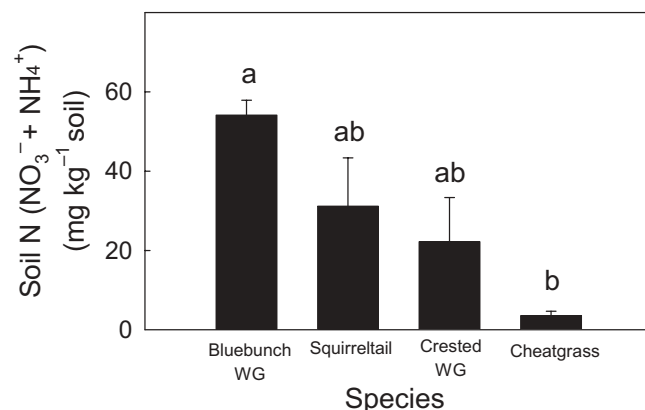 Soil N (NO₃⁻ + NH₄⁺)
(mg kg⁻¹ soil)
60
40
20
0
a
ab
ab
b
Bluebunch WG
Squirreltail
Crested WG
Cheatgrass
Species